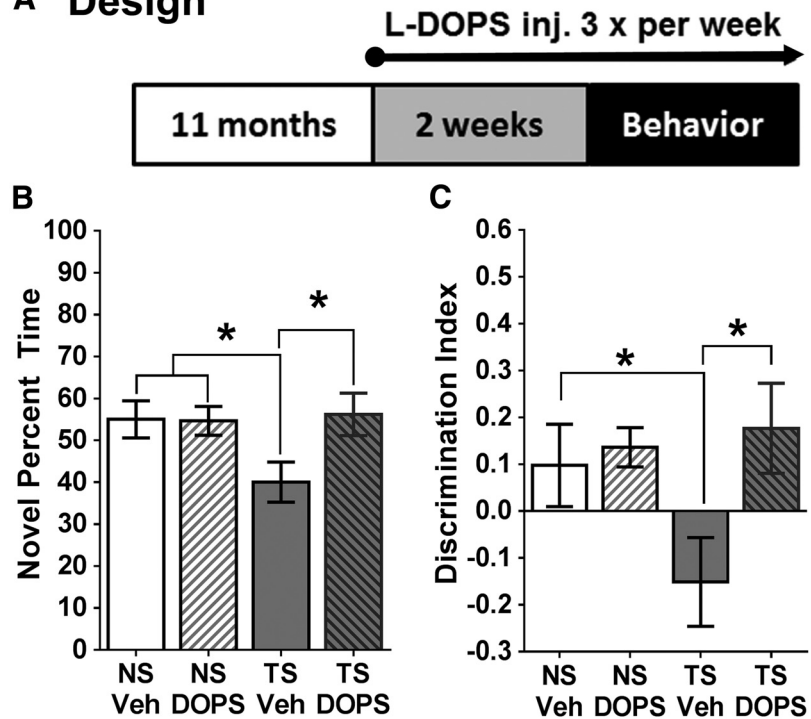 A Design
L-DOPS inj. 3 x per week
11 months
2 weeks
Behavior
B
Novel Percent Time
100
90
80
70
60
50
40
30
20
10
0
*
*
NS
Veh
NS
DOPS
TS
Veh
TS
DOPS
C
Discrimination Index
0.6
0.5
0.4
0.3
0.2
0.1
0.0
-0.1
-0.2
-0.3
*
*
NS
Veh
NS
DOPS
TS
Veh
TS
DOPS